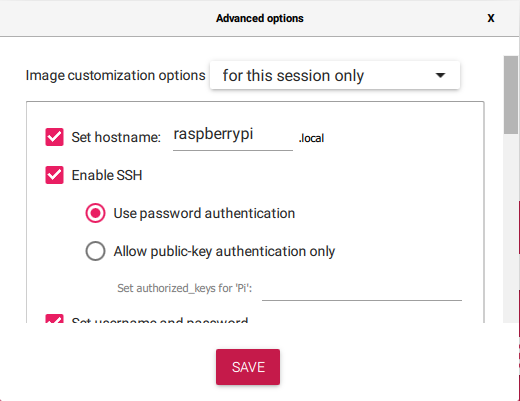 Advanced options X
Image customization options for this session only
Set hostname: raspberrypi .local
Enable SSH
Use password authentication
Allow public-key authentication only
Set authorized_keys for 'Pi':
Set username and password
SAVE